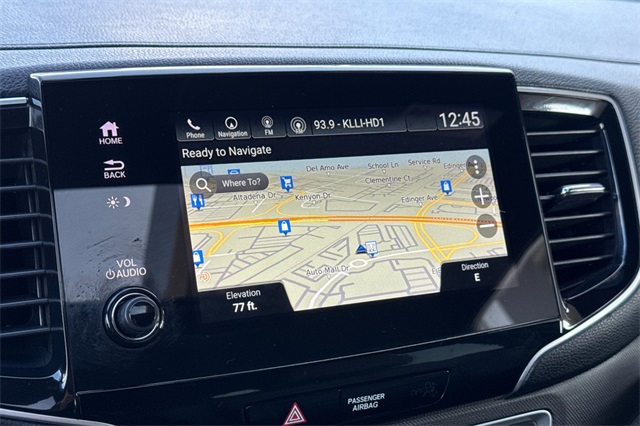 Phone
Navigation
FM
93.9 - KLLI-HD1
12:45
Ready to Navigate
HOME
BACK
VOL
AUDIO
Where To?
Del Amo Ave
School Ln
Service Rd
Edinger
Clementine Ct
Altadena Dr
Kenyon Dr
Edinger Ave
Auto Mall Dr
Elevation
77 ft.
Direction
E
PASSENGER
AIRBAG